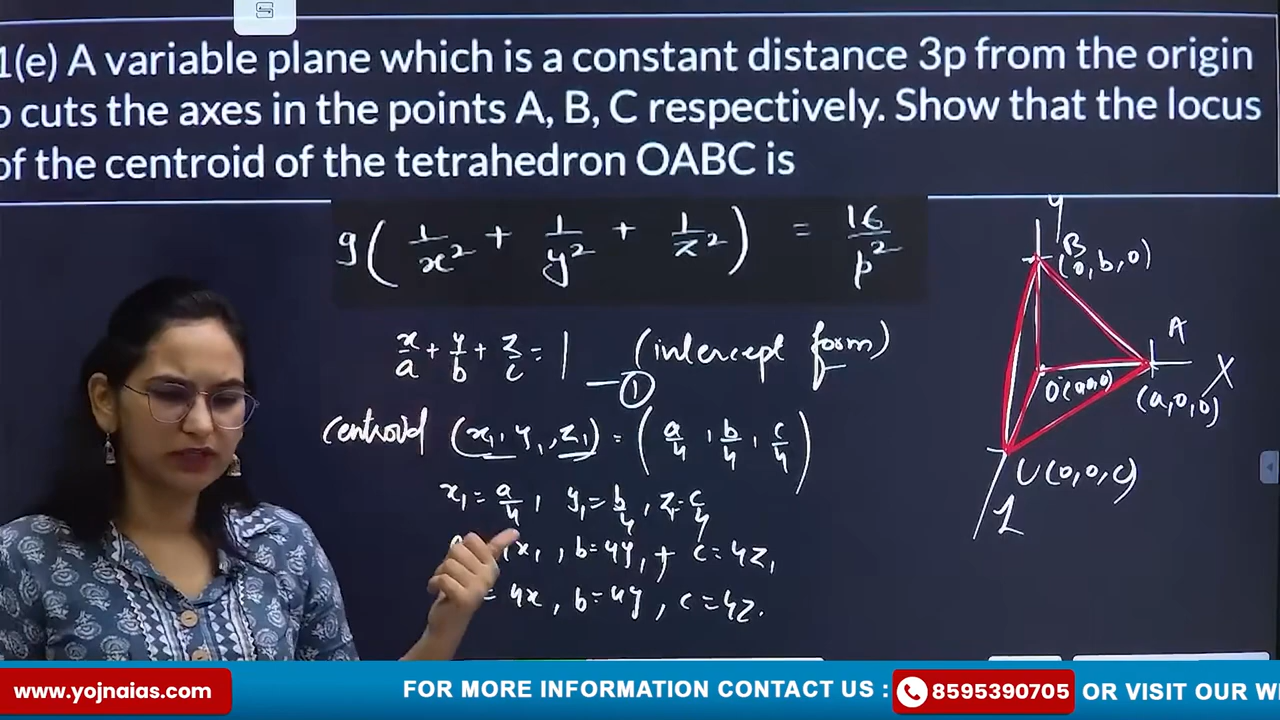 1(e) A variable plane which is a constant distance 3p from the origin
o cuts the axes in the points A, B, C respectively. Show that the locus
of the centroid of the tetrahedron OABC is
9( 1/x² + 1/y² + 1/z² ) = 16/p²
x/a + y/b + z/c = 1 (intercept form)
—①
centroid (x₁, y₁, z₁) = (a/4, b/4, c/4)
x₁ = a/4, y₁ = b/4, z₁ = c/4
x₁, b = 4y₁, + c = 4z₁
= 4x, b = 4y, c = 4z.
y
B
(0, b, 0)
A
X
O (0,0,0)
(a, 0, 0)
C (0, 0, c)
Z
www.yojnaias.com
FOR MORE INFORMATION CONTACT US : 8595390705 OR VISIT OUR WE